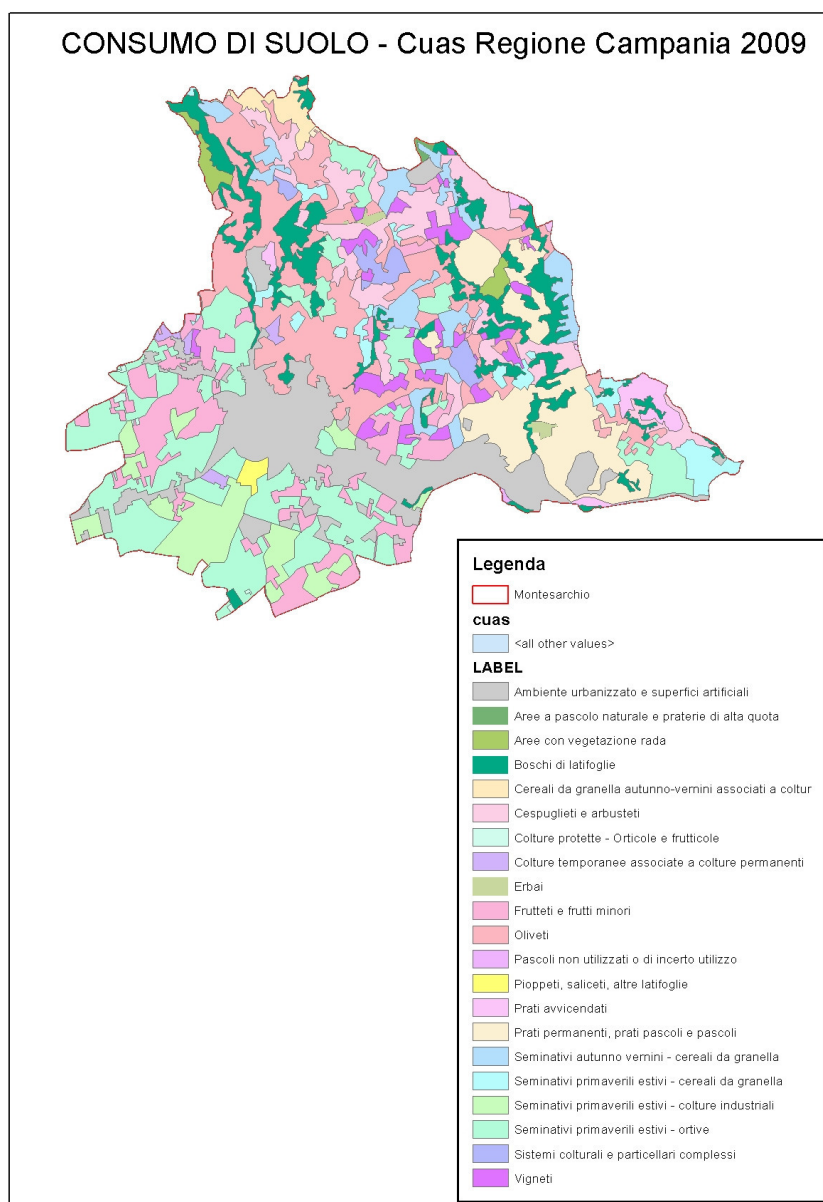 CONSUMO DI SUOLO - Cuas Regione Campania 2009
Legenda
Montesarchio
cuas
<all other values>
LABEL
Ambiente urbanizzato e superfici artificiali
Aree a pascolo naturale e praterie di alta quota
Aree con vegetazione rada
Boschi di latifoglie
Cereali da granella autunno-vernini associati a coltur
Cespuglieti e arbusteti
Colture protette - Orticole e frutticole
Colture temporanee associate a colture permanenti
Erbai
Frutteti e frutti minori
Oliveti
Pascoli non utilizzati o di incerto utilizzo
Pioppeti, saliceti, altre latifoglie
Prati avvicendati
Prati permanenti, prati pascoli e pascoli
Seminativi autunno vernini - cereali da granella
Seminativi primaverili estivi - cereali da granella
Seminativi primaverili estivi - colture industriali
Seminativi primaverili estivi - ortive
Sistemi colturali e particellari complessi
Vigneti